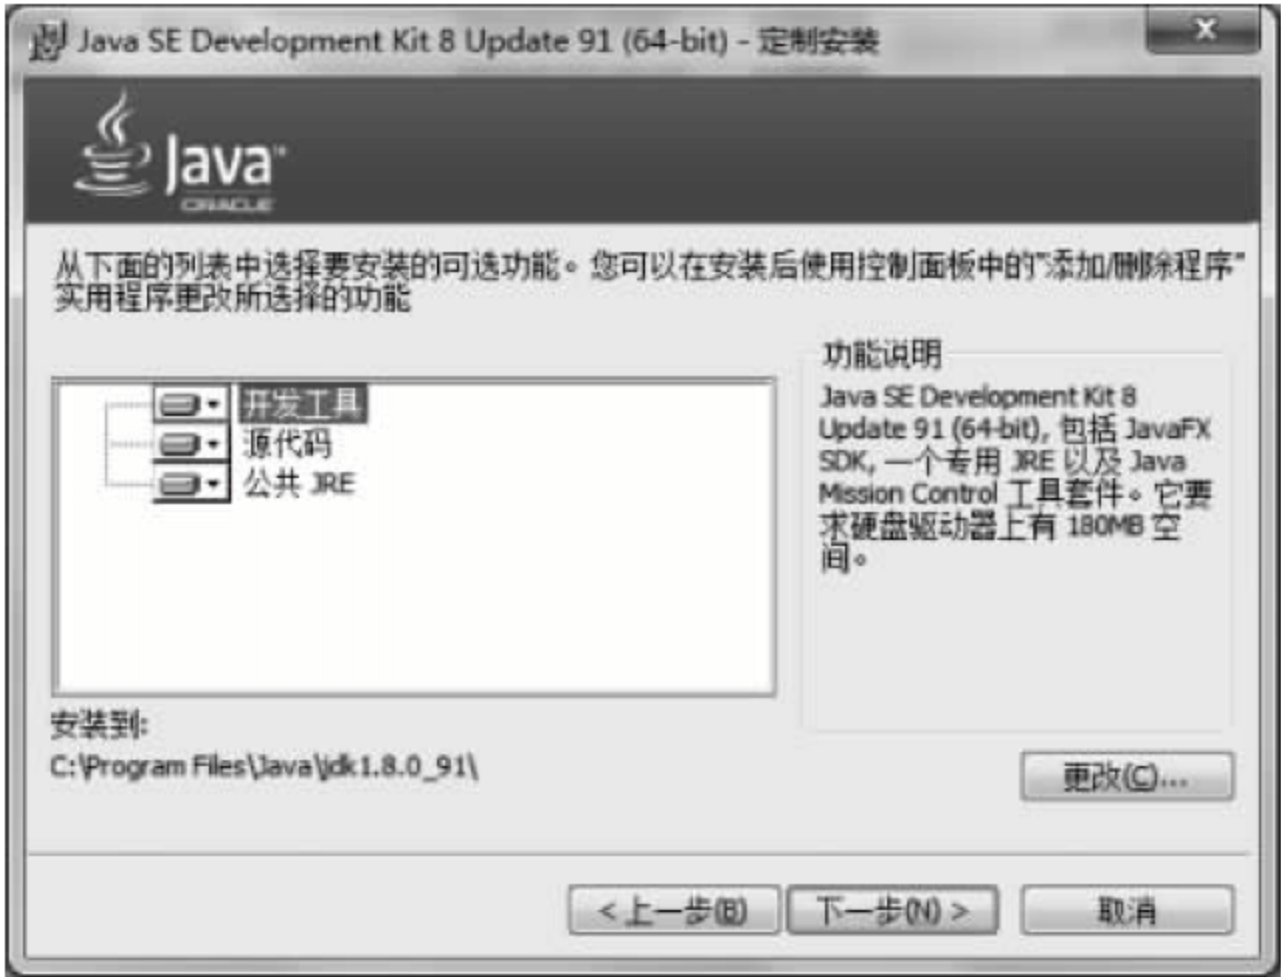 Java SE Development Kit 8 Update 91 (64-bit) - 定制安装
X
Java™
ORACLE
从下面的列表中选择要安装的可选功能。您可以在安装后使用控制面板中的"添加/删除程序"
实用程序更改所选择的功能
开发工具
源代码
公共 JRE
功能说明
Java SE Development Kit 8
Update 91 (64-bit), 包括 JavaFX
SDK, 一个专用 JRE 以及 Java
Mission Control 工具套件。它要
求硬盘驱动器上有 180MB 空
间。
安装到:
C:\Program Files\Java\jdk1.8.0_91\
更改(C)...
< 上一步(B)
下一步(N) >
取消